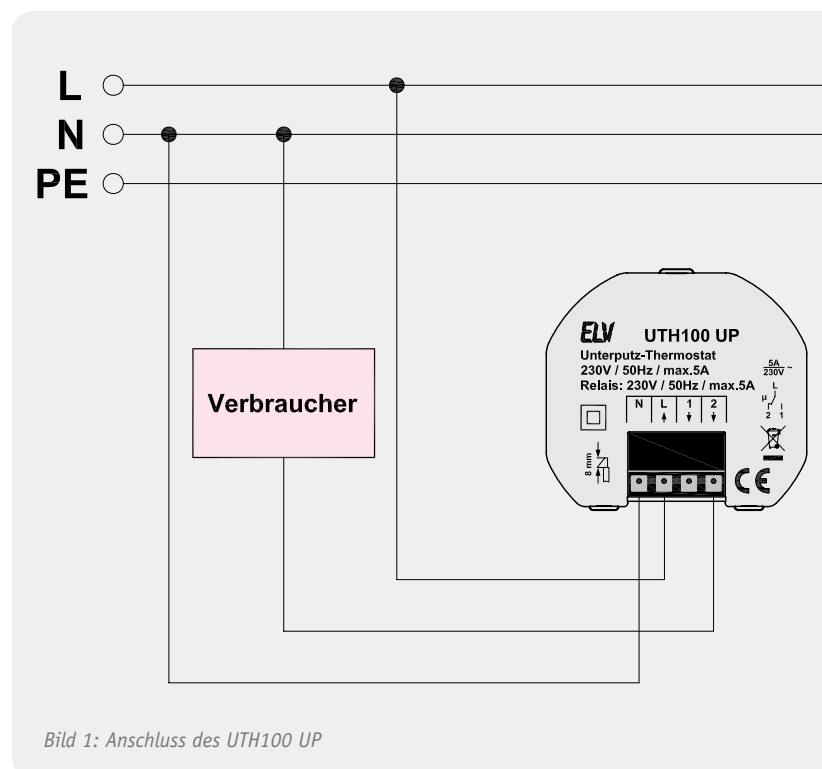 L
N
PE
Verbraucher
ELV UTH100 UP
Unterputz-Thermostat
230V / 50Hz / max.5A
Relais: 230V / 50Hz / max.5A
5A
230V ~
L
µ
2 1
N L 1 2
8 mm
CE
Bild 1: Anschluss des UTH100 UP